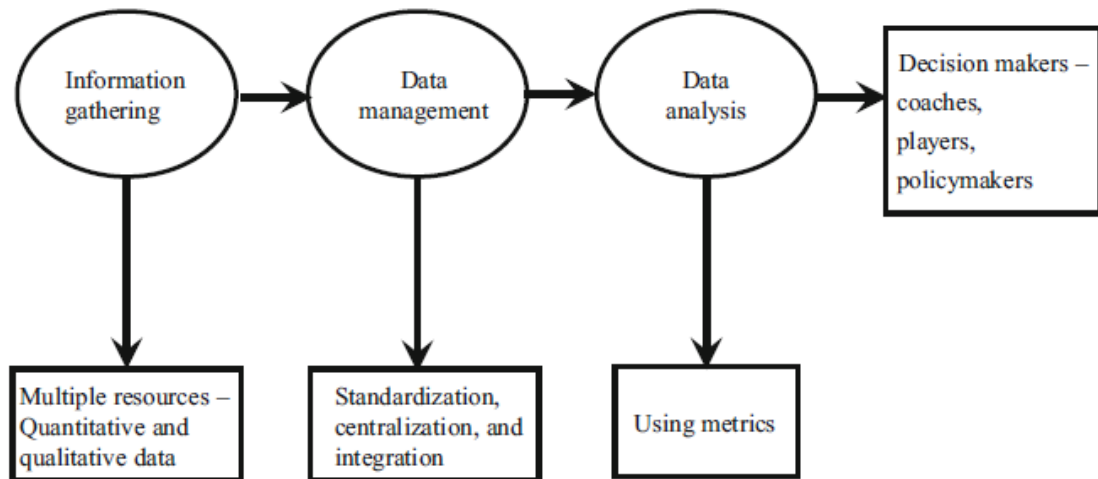 Information
gathering
Data
management
Data
analysis
Decision makers –
coaches,
players,
policymakers
Multiple resources –
Quantitative and
qualitative data
Standardization,
centralization, and
integration
Using metrics